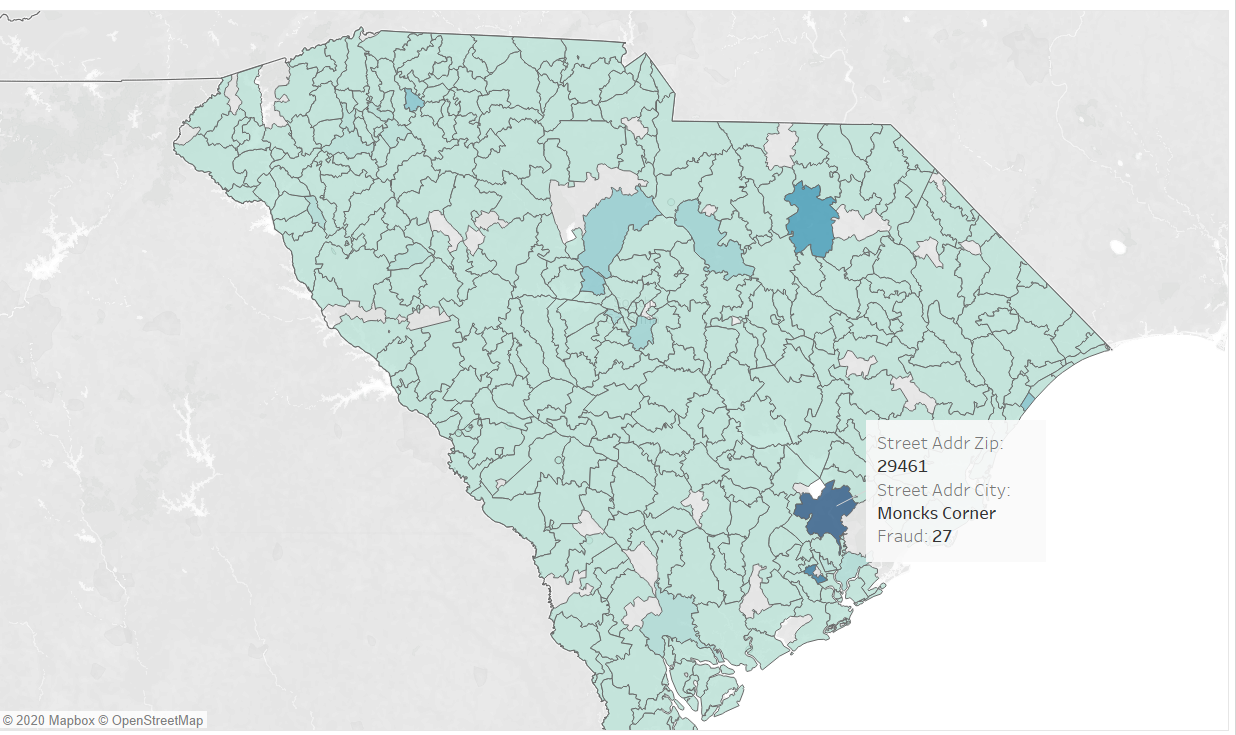 Street Addr Zip:
29461
Street Addr City:
Moncks Corner
Fraud: 27
© 2020 Mapbox © OpenStreetMap